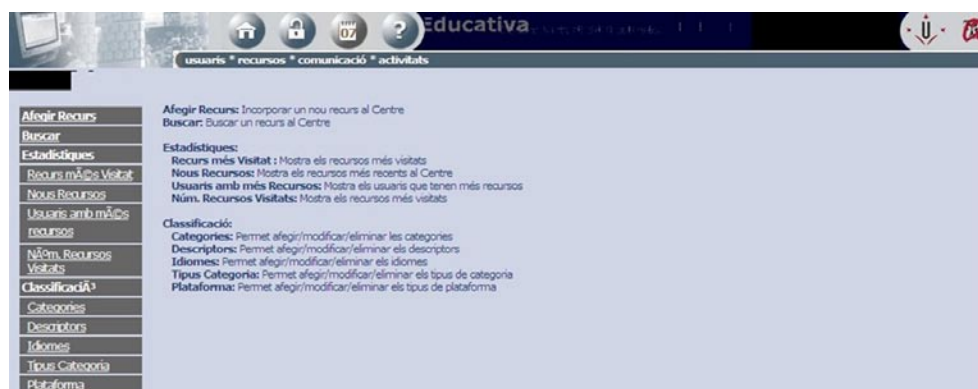 07
?
Educativa
usuaris * recursos * comunicació * activitats
Afegir Recurs
Buscar
Estadístiques
Recurs mÃ©s Visitat
Nous Recursos
Usuaris amb mÃ©s
recursos
NÃºm. Recursos
Visitats
ClassificaciÃ³
Categories
Descriptors
Idiomes
Tipus Categoria
Plataforma
Afegir Recurs: Incorporar un nou recurs al Centre
Buscar: Buscar un recurs al Centre
Estadístiques:
Recurs més Visitat : Mostra els recursos més visitats
Nous Recursos: Mostra els recursos més recents al Centre
Usuaris amb més Recursos: Mostra els usuaris que tenen més recursos
Núm. Recursos Visitats: Mostra els recursos més visitats
Classificació:
Categories: Permet afegir/modificar/eliminar les categories
Descriptors: Permet afegir/modificar/eliminar els descriptors
Idiomes: Permet afegir/modificar/eliminar els idiomes
Tipus Categoria: Permet afegir/modificar/eliminar els tipus de categoria
Plataforma: Permet afegir/modificar/eliminar els tipus de plataforma